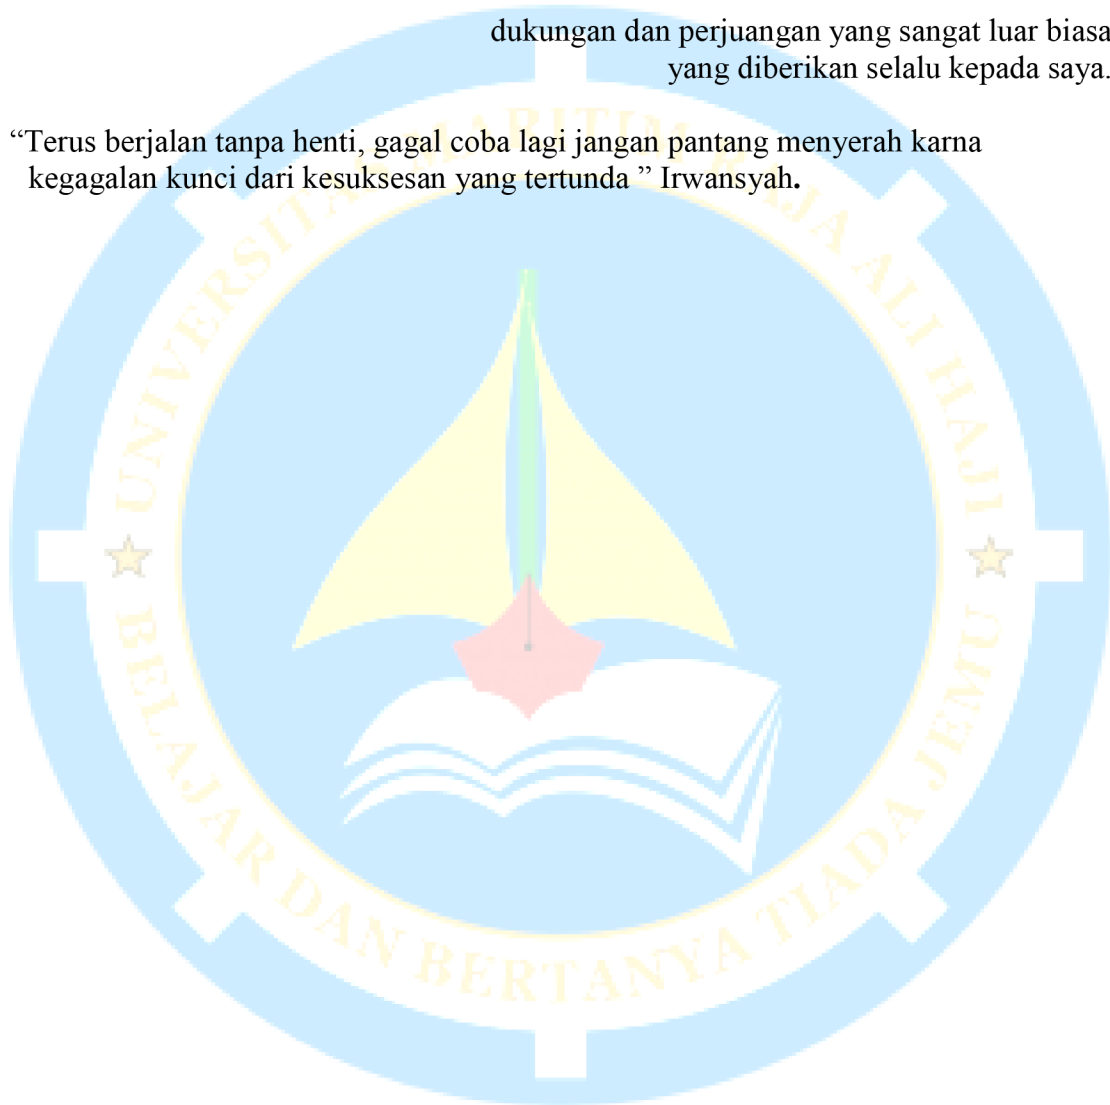 dukungan dan perjuangan yang sangat luar biasa
yang diberikan selalu kepada saya.
“Terus berjalan tanpa henti, gagal coba lagi jangan pantang menyerah karna
kegagalan kunci dari kesuksesan yang tertunda ” Irwansyah.
UNIVERSITAS MARITIM RAJA ALI HAJI
BELAJAR DAN BERTANYA TIADA JEMU